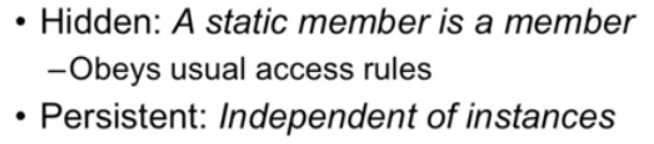 • Hidden: A static member is a member
–Obeys usual access rules
• Persistent: Independent of instances